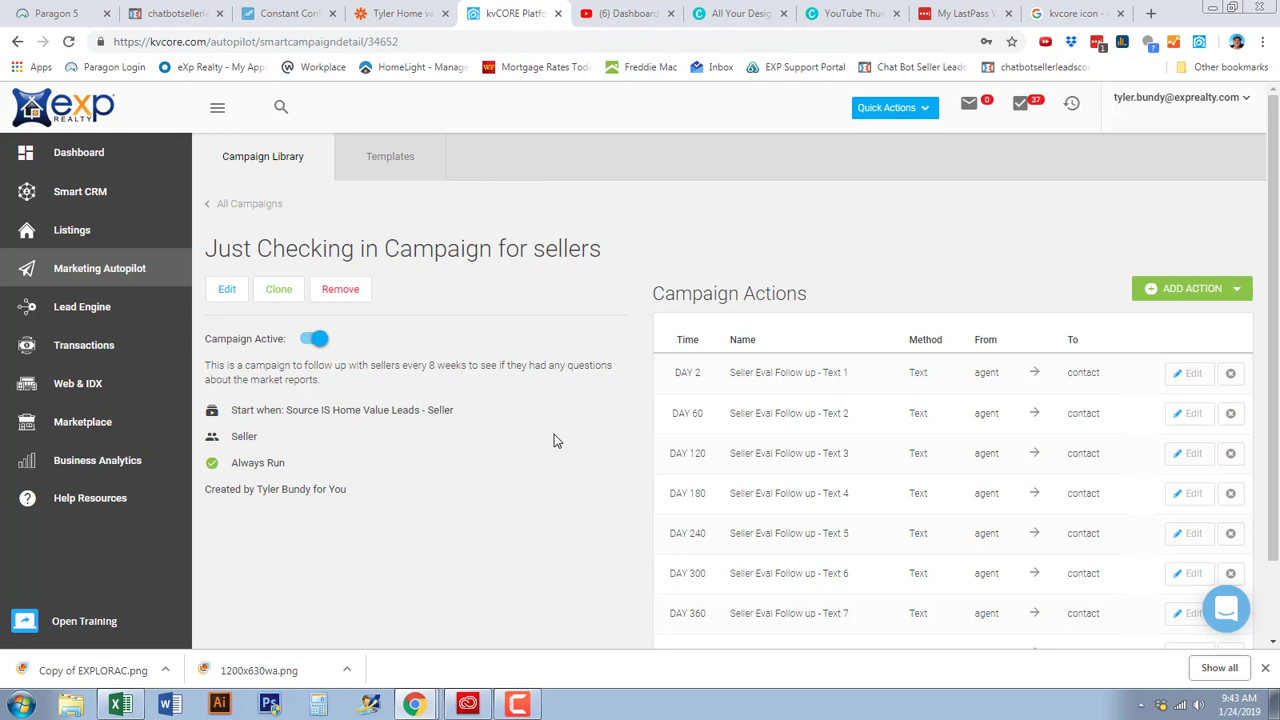 Paragon 5
chatbotsellerle
Constant Con
Tyler Home va
kvCORE Platfo
(6) Dashboard
All Your Desig
YouTube Thu
My LastPass V
kvcore icon -
https://kvcore.com/autopilot/smartcampaigndetail/34652
Apps
Paragon Login
eXp Realty - My App
Workplace
HomeLight - Manage
Mortgage Rates Toda
Freddie Mac
Inbox
EXP Support Portal
Chat Bot Seller Leads
chatbotsellerleadscou
Other bookmarks
exp REALTY
Quick Actions
0
37
tyler.bundy@exprealty.com
Dashboard
Smart CRM
Listings
Marketing Autopilot
Lead Engine
Transactions
Web & IDX
Marketplace
Business Analytics
Help Resources
Open Training
Campaign Library
Templates
All Campaigns
Just Checking in Campaign for sellers
Edit
Clone
Remove
Campaign Active:
This is a campaign to follow up with sellers every 8 weeks to see if they had any questions
about the market reports.
Start when: Source IS Home Value Leads - Seller
Seller
Always Run
Created by Tyler Bundy for You
Campaign Actions
ADD ACTION
Time Name Method From To
DAY 2 Seller Eval Follow up - Text 1 Text agent → contact Edit
DAY 60 Seller Eval Follow up - Text 2 Text agent → contact Edit
DAY 120 Seller Eval Follow up - Text 3 Text agent → contact Edit
DAY 180 Seller Eval Follow up - Text 4 Text agent → contact Edit
DAY 240 Seller Eval Follow up - Text 5 Text agent → contact Edit
DAY 300 Seller Eval Follow up - Text 6 Text agent → contact Edit
DAY 360 Seller Eval Follow up - Text 7 Text agent → contact Edit
Copy of EXPLORAC.png
1200x630wa.png
Show all
9:43 AM
1/24/2019